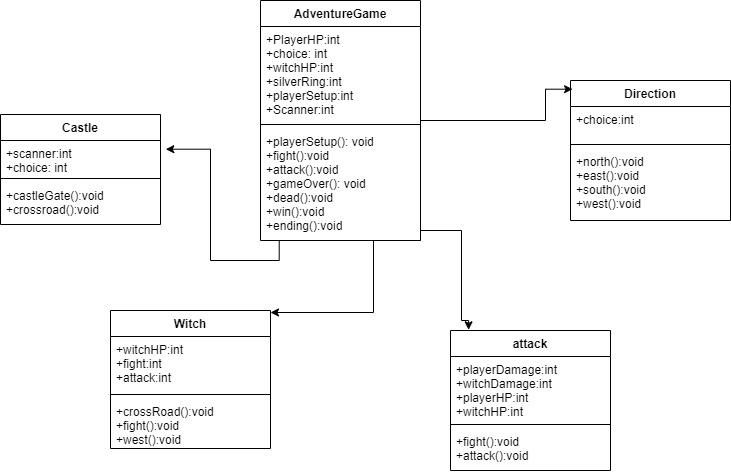 AdventureGame
+PlayerHP:int
+choice: int
+witchHP:int
+silverRing:int
+playerSetup:int
+Scanner:int
+playerSetup(): void
+fight():void
+attack():void
+gameOver(): void
+dead():void
+win():void
+ending():void
Direction
+choice:int
+north():void
+east():void
+south():void
+west():void
Castle
+scanner:int
+choice: int
+castleGate():void
+crossroad():void
Witch
+witchHP:int
+fight:int
+attack:int
+crossRoad():void
+fight():void
+west():void
attack
+playerDamage:int
+witchDamage:int
+playerHP:int
+witchHP:int
+fight():void
+attack():void